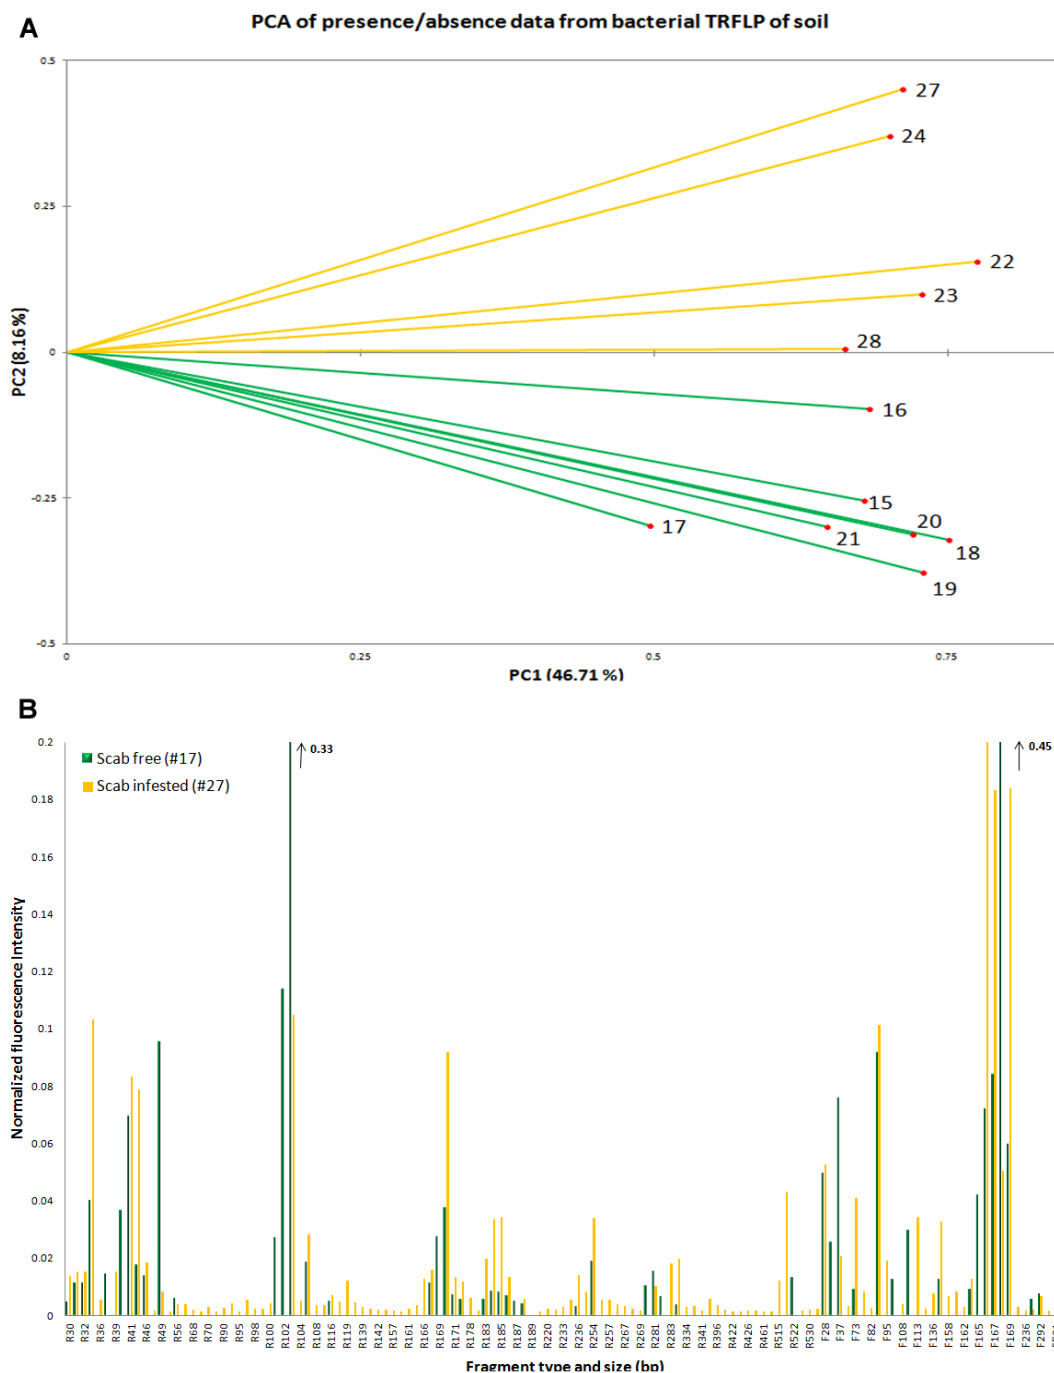 A
PCA of presence/absence data from bacterial TRFLP of soil
0.5
27
24
0.25
22
23
PC2 (8.16 %)
0
28
16
-0.25
15
17
20
21
18
19
-0.5
0 0.25 0.5 0.75
PC1 (46.71 %)
B
0.2
0.33
0.45
Scab free (#17)
Scab infested (#27)
0.18
0.16
0.14
0.12
Normalized fluorescence Intensity
0.1
0.08
0.06
0.04
0.02
0
R30 R32 R36 R39 R41 R46 R49 R56 R68 R70 R90 R95 R98 R100 R102 R104 R108 R116 R119 R139 R142 R157 R161 R166 R169 R171 R178 R183 R185 R187 R189 R220 R233 R236 R254 R257 R267 R269 R281 R283 R334 R341 R396 R422 R426 R461 R515 R522 R530 F28 F37 F73 F82 F95 F108 F113 F136 F158 F162 F165 F167 F169 F236 F292
Fragment type and size (bp)